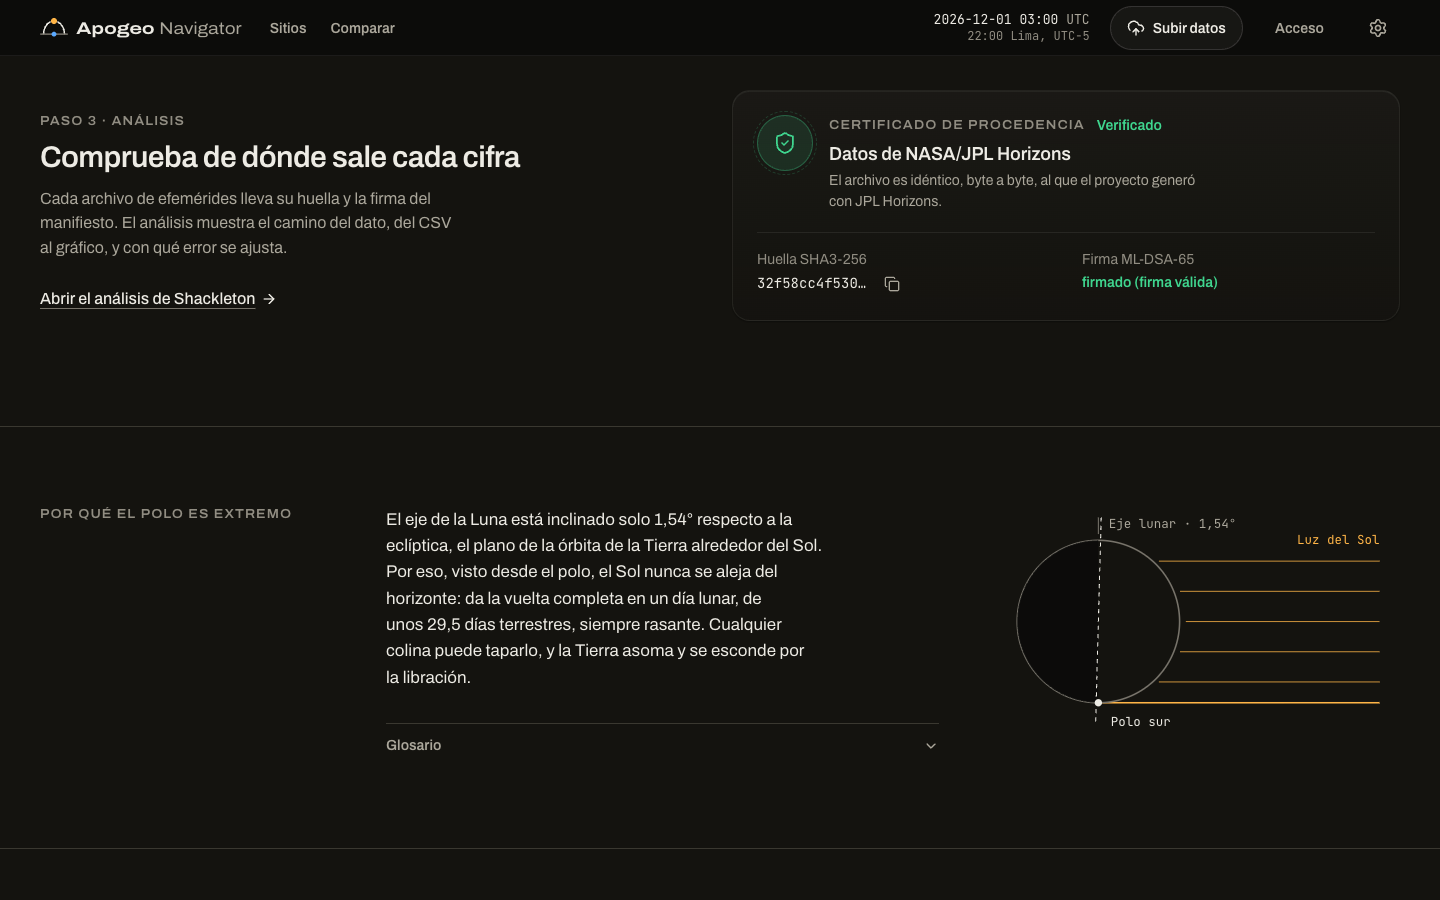 Apogeo Navigator
Sitios
Comparar
2026-12-01 03:00 UTC
22:00 Lima, UTC-5
Subir datos
Acceso
PASO 3 · ANÁLISIS
Comprueba de dónde sale cada cifra
Cada archivo de efemérides lleva su huella y la firma del
manifiesto. El análisis muestra el camino del dato, del CSV
al gráfico, y con qué error se ajusta.
Abrir el análisis de Shackleton →
CERTIFICADO DE PROCEDENCIA Verificado
Datos de NASA/JPL Horizons
El archivo es idéntico, byte a byte, al que el proyecto generó
con JPL Horizons.
Huella SHA3-256
32f58cc4f530…
Firma ML-DSA-65
firmado (firma válida)
POR QUÉ EL POLO ES EXTREMO
El eje de la Luna está inclinado solo 1,54° respecto a la
eclíptica, el plano de la órbita de la Tierra alrededor del Sol.
Por eso, visto desde el polo, el Sol nunca se aleja del
horizonte: da la vuelta completa en un día lunar, de
unos 29,5 días terrestres, siempre rasante. Cualquier
colina puede taparlo, y la Tierra asoma y se esconde por
la libración.
Glosario
Eje lunar · 1,54°
Luz del Sol
Polo sur